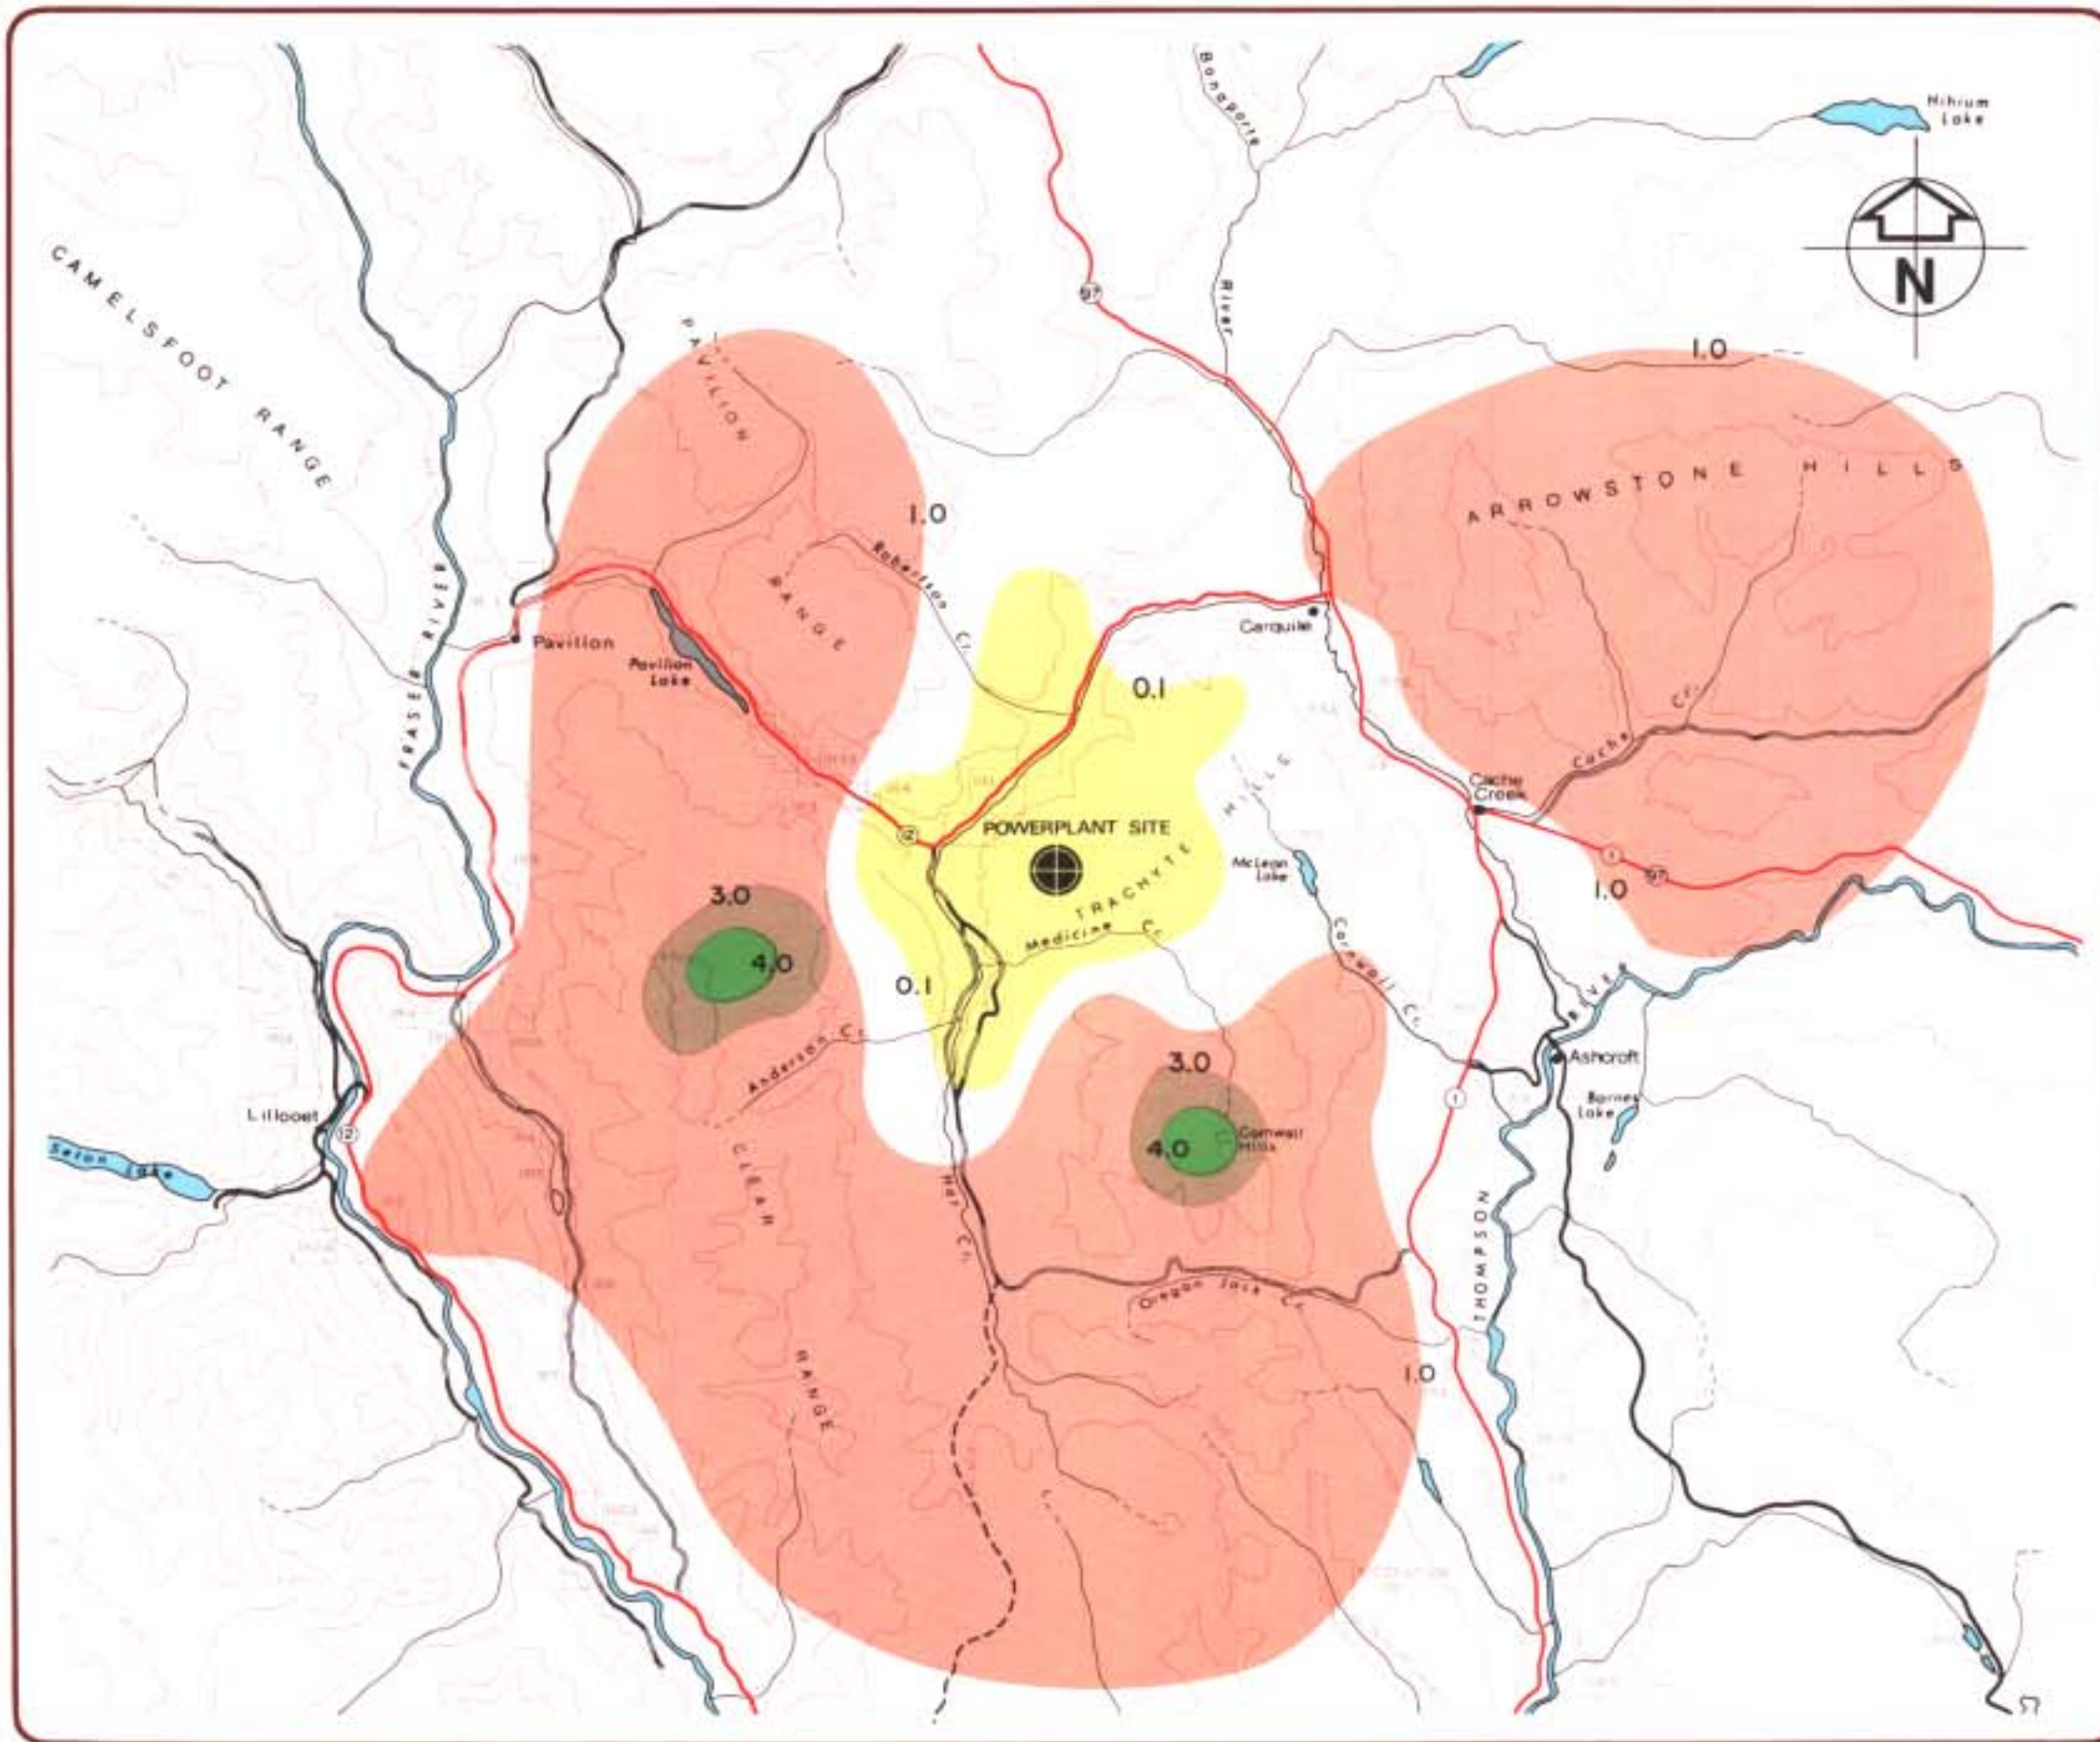 Bonaparte
River
Nihium
Lake
N
CAMELSFOOT RANGE
97
PAVILION
RANGE
1.0
1.0
ARROWSTONE HILLS
Robertson Cr.
FRASER RIVER
Pavilion
Pavilion
Lake
Carquile
0.1
Cache Cr.
Cache
Creek
12
POWERPLANT SITE
TRACHYTE HILLS
McLean
Lake
1
97
1.0
3.0
4.0
Medicine Cr.
Cornwall Cr.
0.1
Anderson Cr.
THOMPSON RIVER
Ashcroft
3.0
4.0
Cornwall
Hills
1
Barnes
Lake
Lillooet
12
Seton Lake
CLEAR RANGE
Hat Cr.
Oregon Jack Cr.
1.0